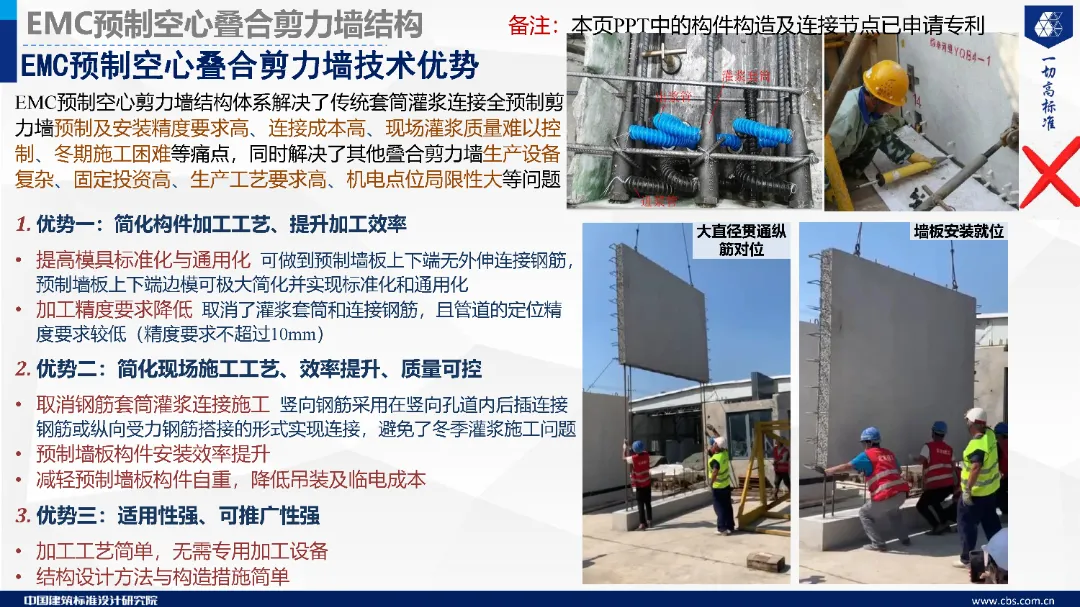 EMC预制空心叠合剪力墙结构
备注：本页PPT中的构件构造及连接节点已申请专利
EMC预制空心叠合剪力墙技术优势
EMC预制空心剪力墙结构体系解决了传统套筒灌浆连接全预制剪
力墙预制及安装精度要求高、连接成本高、现场灌浆质量难以控
制、冬期施工困难等痛点，同时解决了其他叠合剪力墙生产设备
复杂、固定投资高、生产工艺要求高、机电点位局限性大等问题
1. 优势一：简化构件加工工艺、提升加工效率
• 提高模具标准化与通用化 可做到预制墙板上下端无外伸连接钢筋，
预制墙板上下端边模可极大简化并实现标准化和通用化
• 加工精度要求降低 取消了灌浆套筒和连接钢筋，且管道的定位精
度要求较低（精度要求不超过10mm）
2. 优势二：简化现场施工工艺、效率提升、质量可控
• 取消钢筋套筒灌浆连接施工 竖向钢筋采用在竖向孔道内后插连接
钢筋或纵向受力钢筋搭接的形式实现连接，避免了冬季灌浆施工问题
• 预制墙板构件安装效率提升
• 减轻预制墙板构件自重，降低吊装及临电成本
3. 优势三：适用性强、可推广性强
• 加工工艺简单，无需专用加工设备
• 结构设计方法与构造措施简单
灌浆套筒
YQB4-1
14
一切高标准
大直径贯通纵
筋对位
墙板安装就位
中国建筑标准设计研究院
www.cbs.com.cn